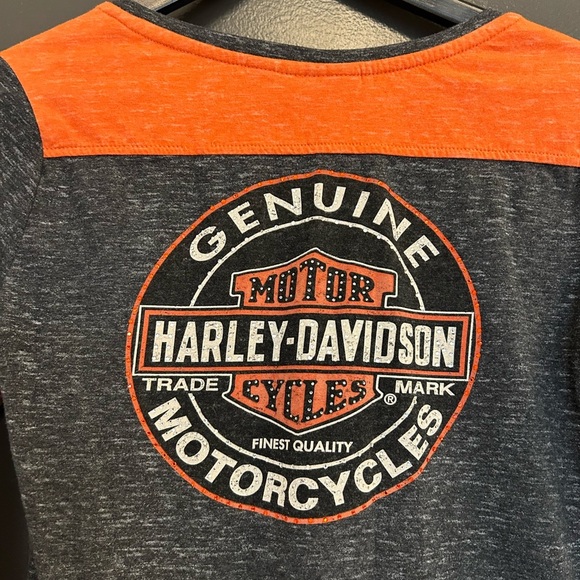 GENUINE
MOTOR
HARLEY-DAVIDSON
TRADE MARK
CYCLES ®
FINEST QUALITY
MOTORCYCLES